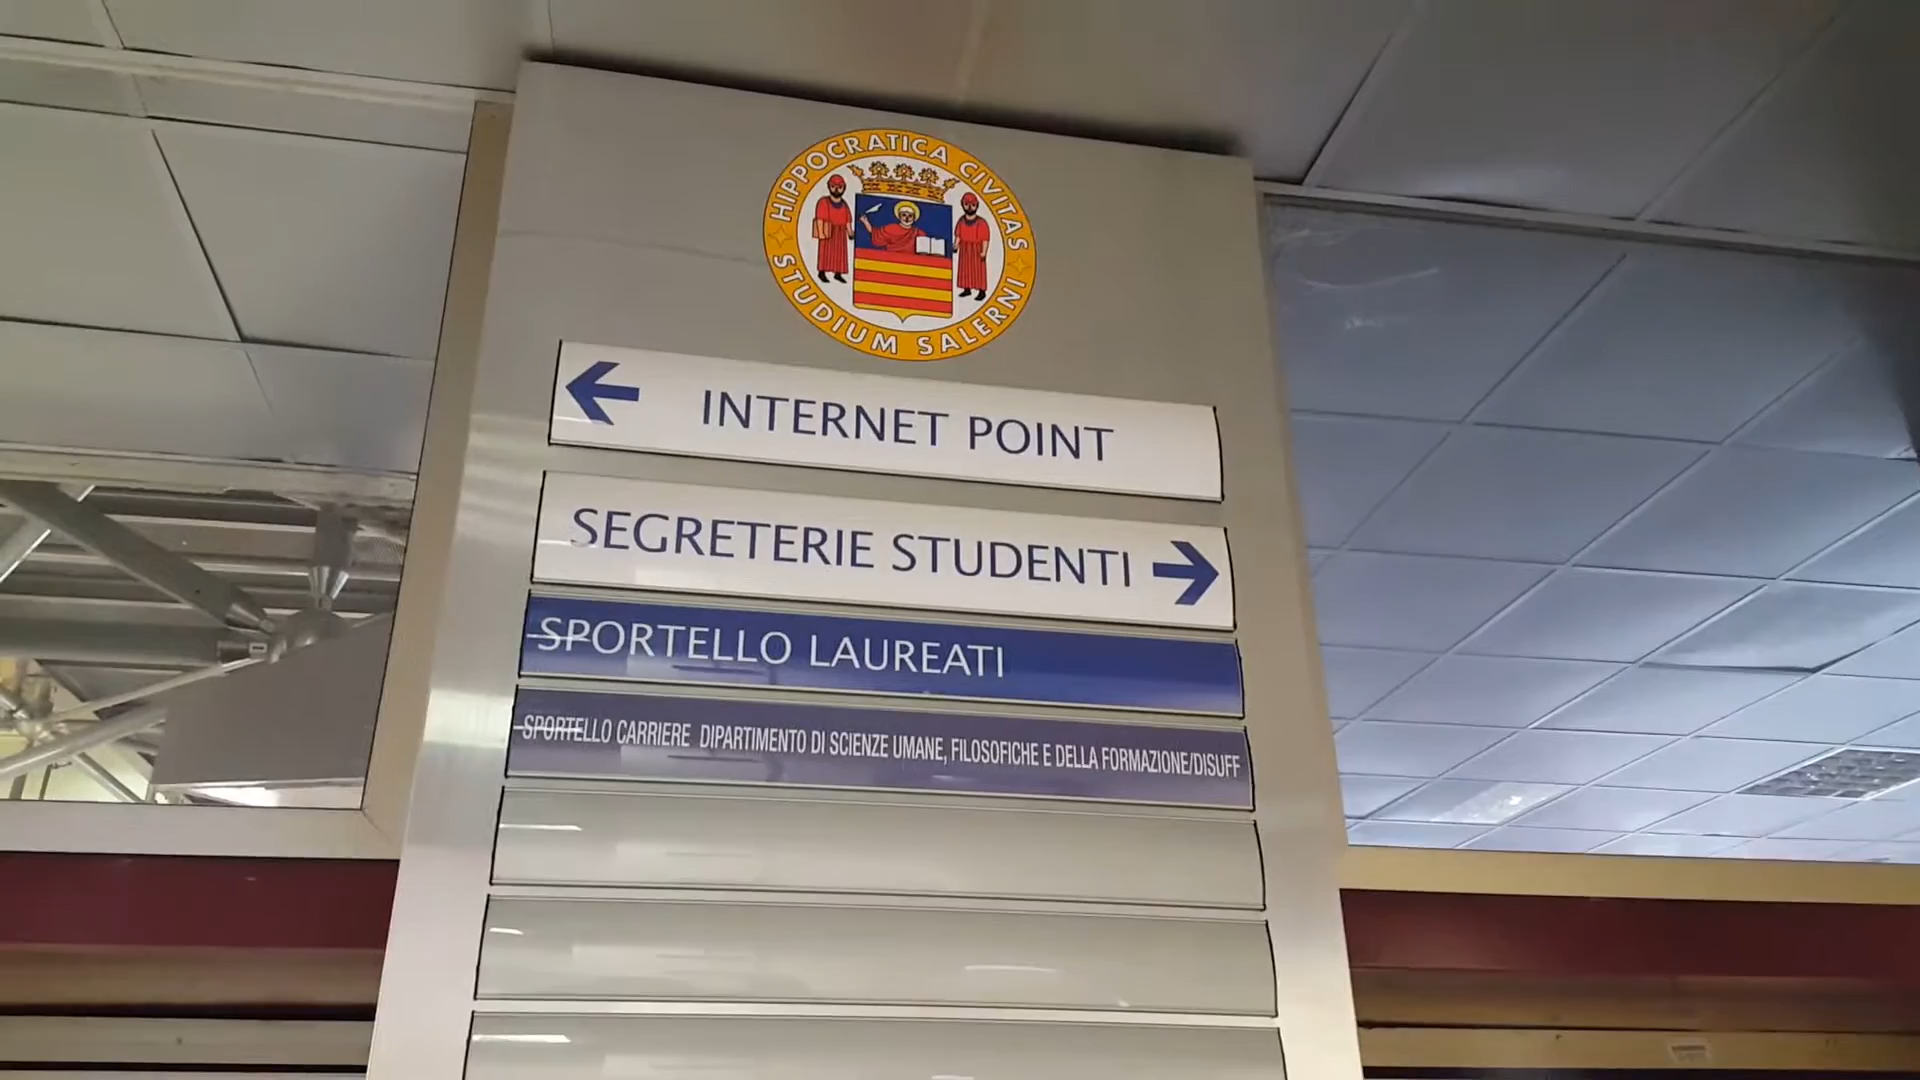 HIPPOCRATICA CIVITAS
STUDIUM SALERNI
INTERNET POINT
SEGRETERIE STUDENTI
SPORTELLO LAUREATI
SPORTELLO CARRIERE DIPARTIMENTO DI SCIENZE UMANE, FILOSOFICHE E DELLA FORMAZIONE/DISUFF